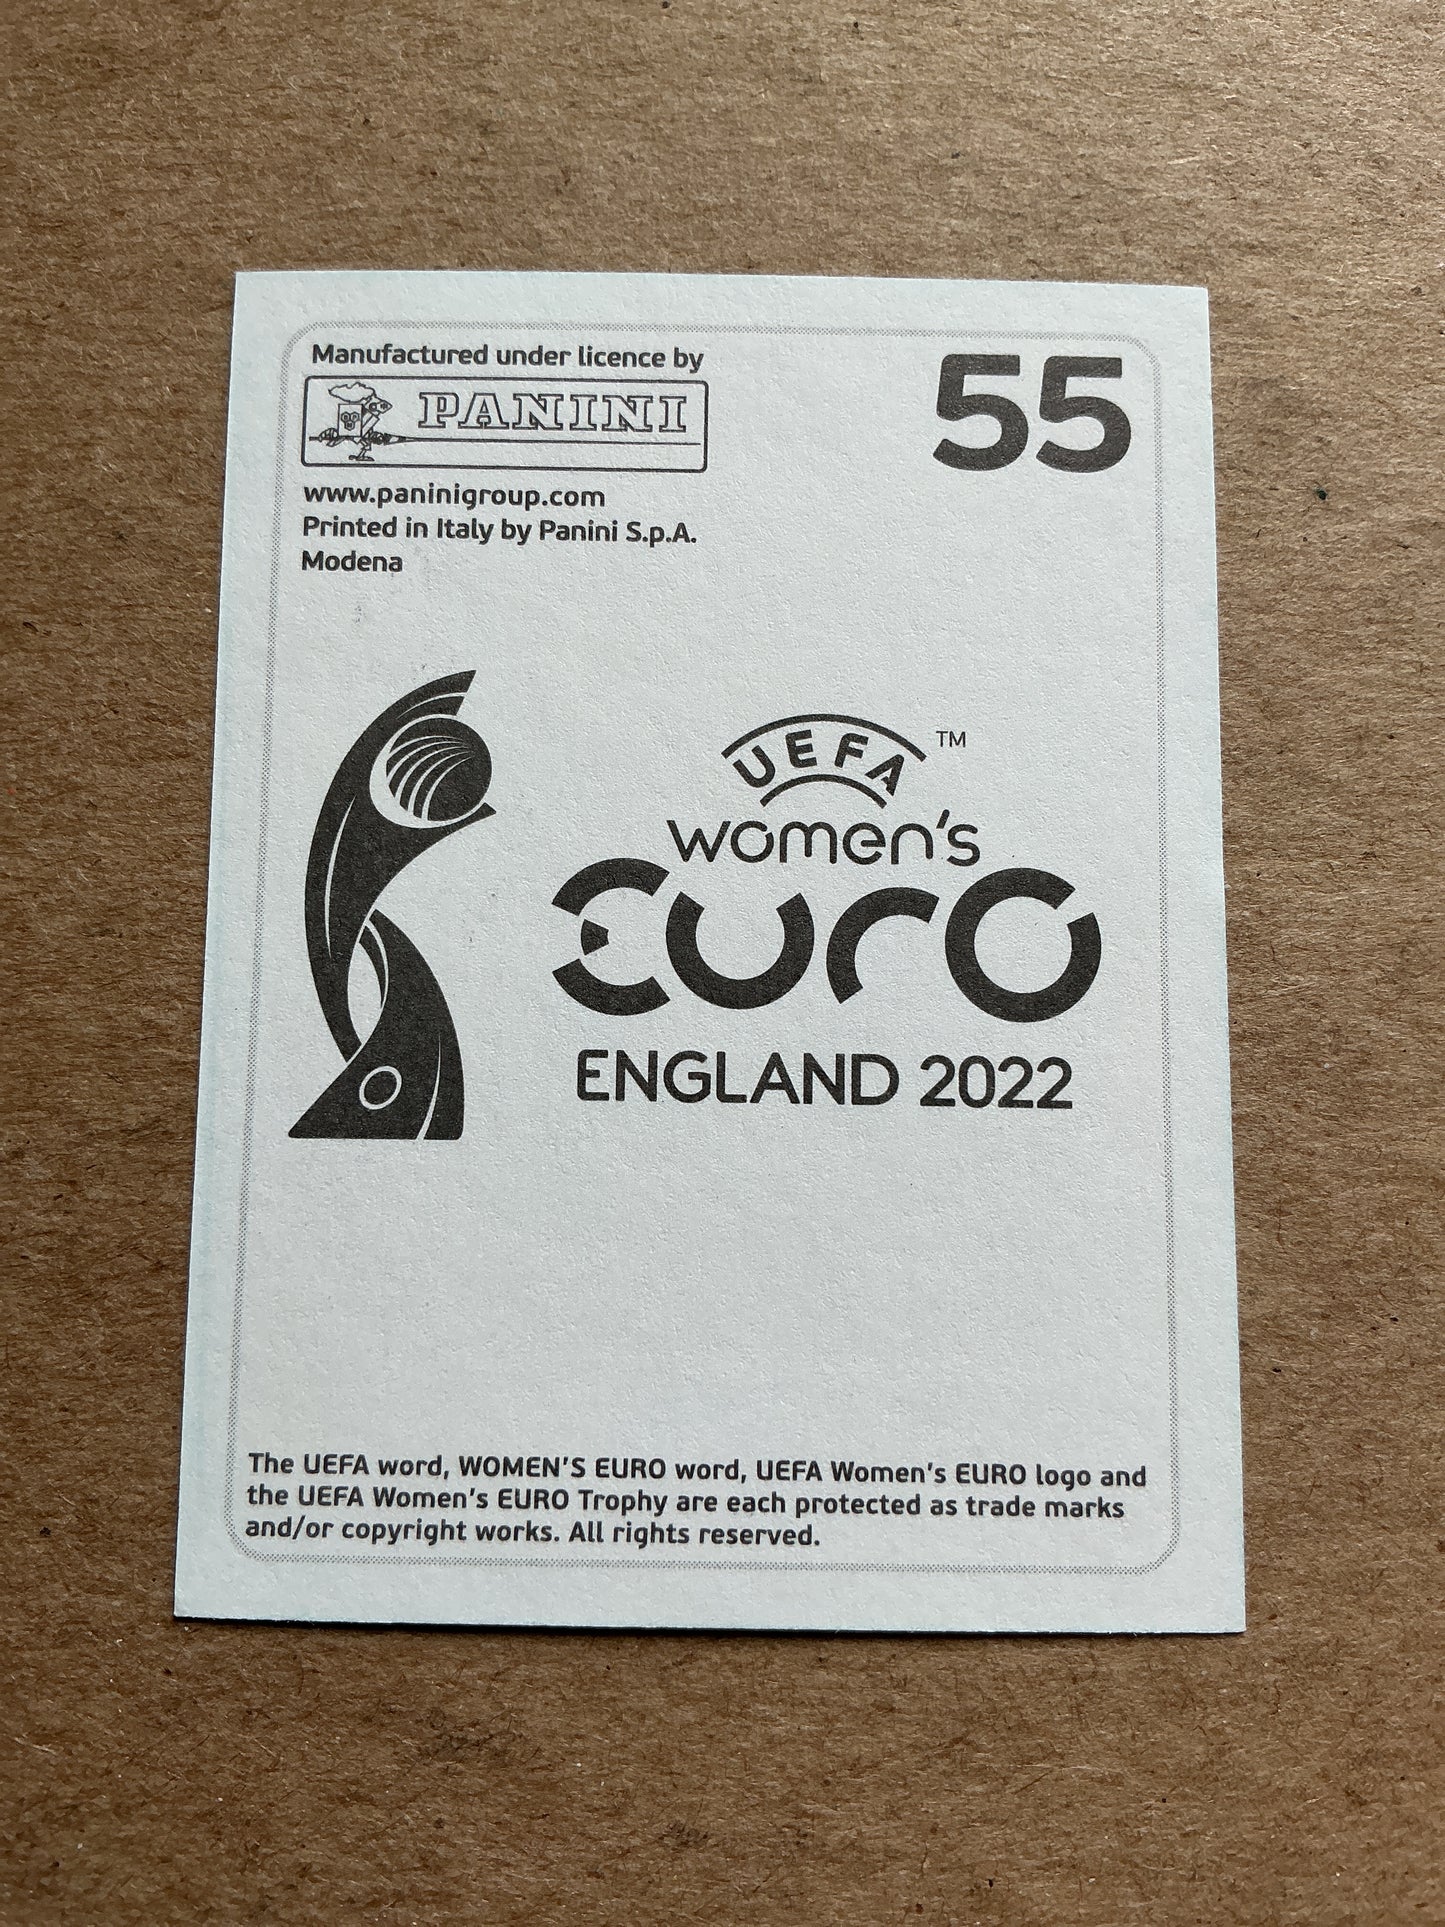 Manufactured under licence by
PANINI
55
www.paninigroup.com
Printed in Italy by Panini S.p.A.
Modena
UEFA TM
women's
EURO
ENGLAND 2022
The UEFA word, WOMEN'S EURO word, UEFA Women's EURO logo and
the UEFA Women's EURO Trophy are each protected as trade marks
and/or copyright works. All rights reserved.